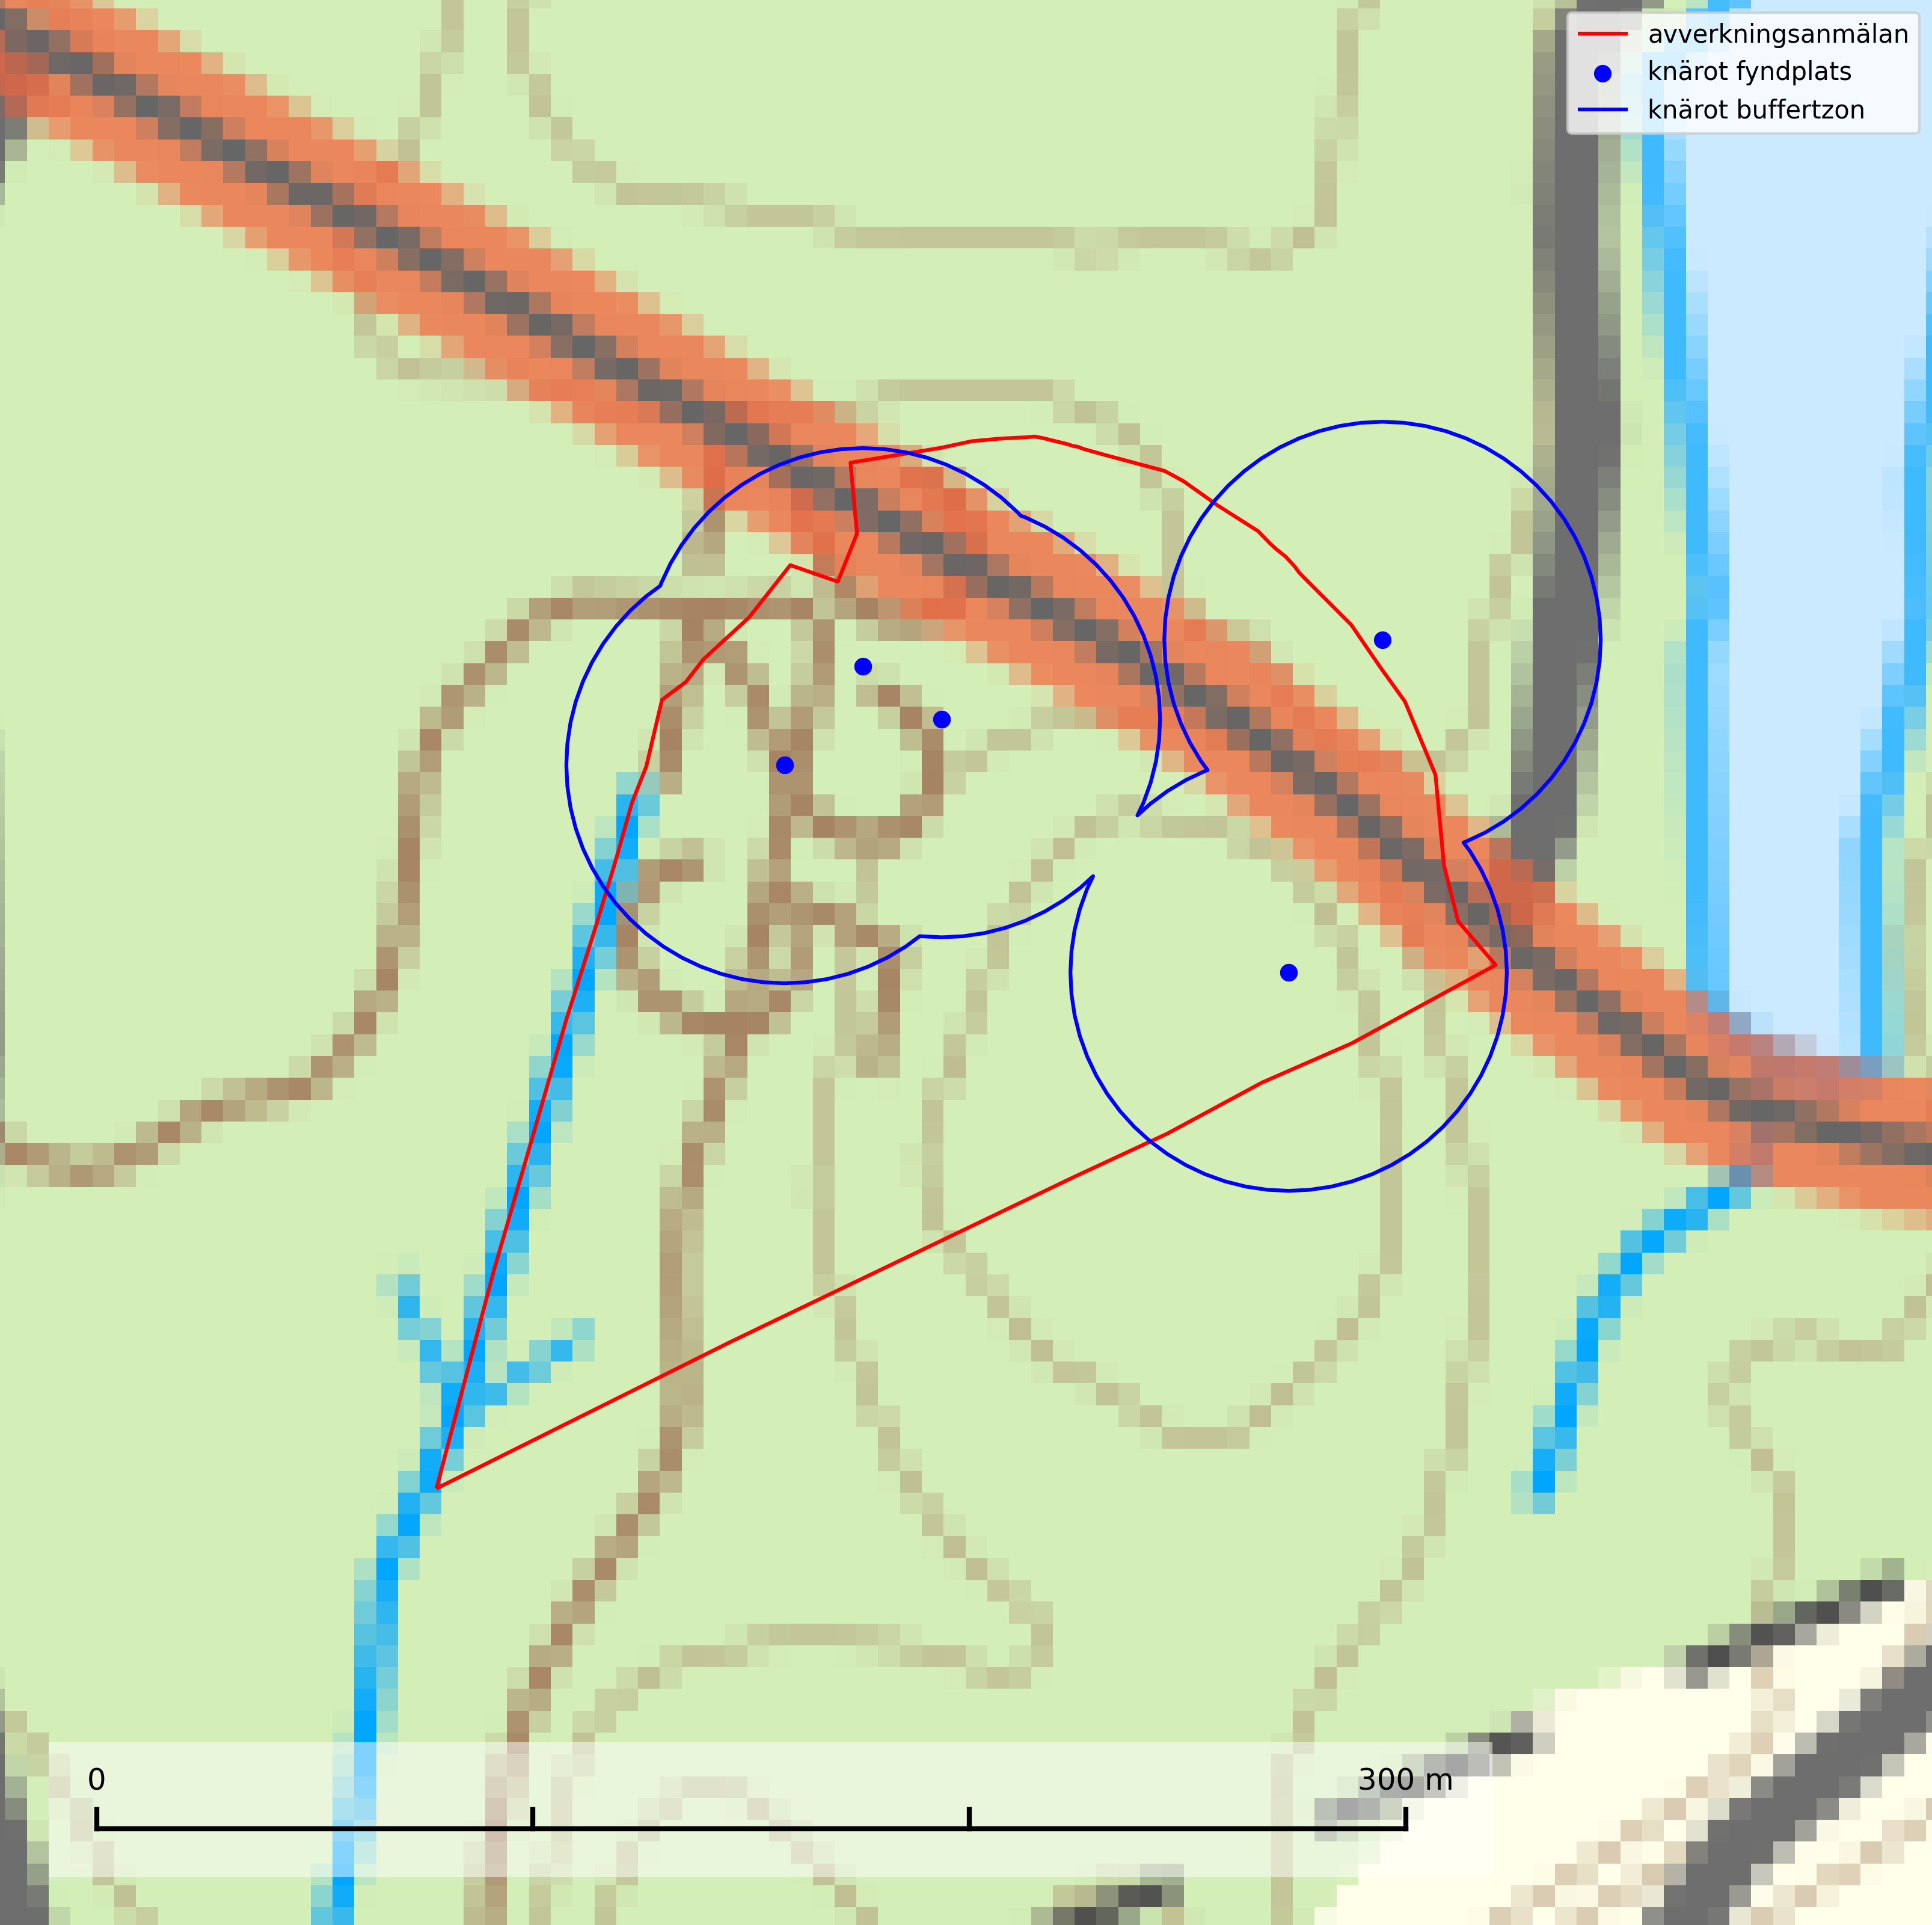 avverkningsanmälan
knärot fyndplats
knärot buffertzon
0 300 m